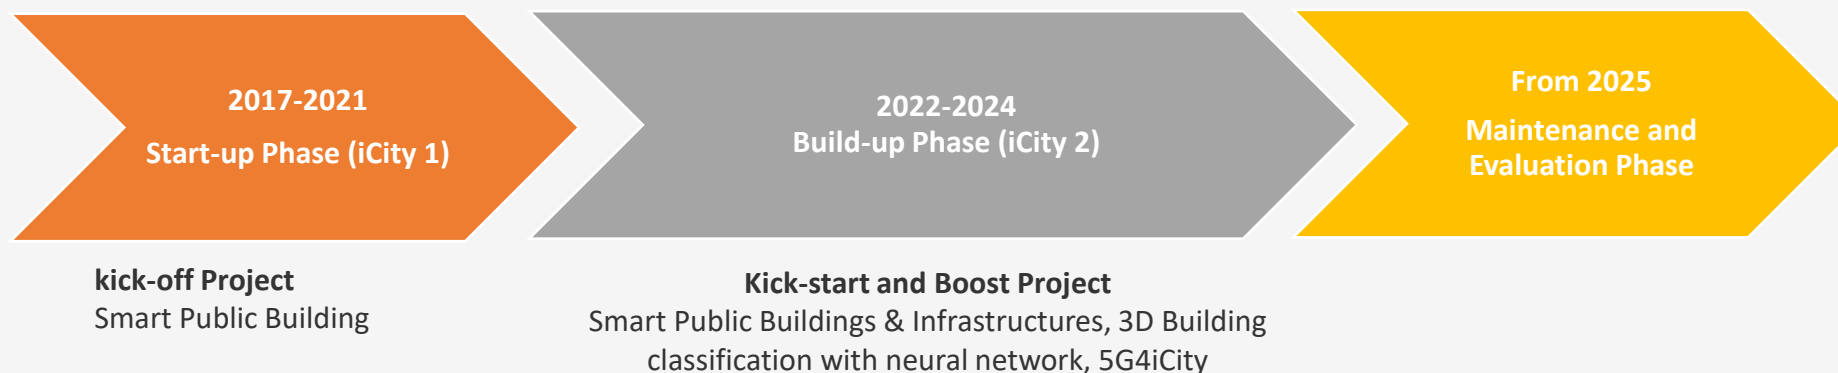 2017-2021
Start-up Phase (iCity 1)
2022-2024
Build-up Phase (iCity 2)
From 2025
Maintenance and
Evaluation Phase
kick-off Project
Smart Public Building
Kick-start and Boost Project
Smart Public Buildings & Infrastructures, 3D Building
classification with neural network, 5G4iCity